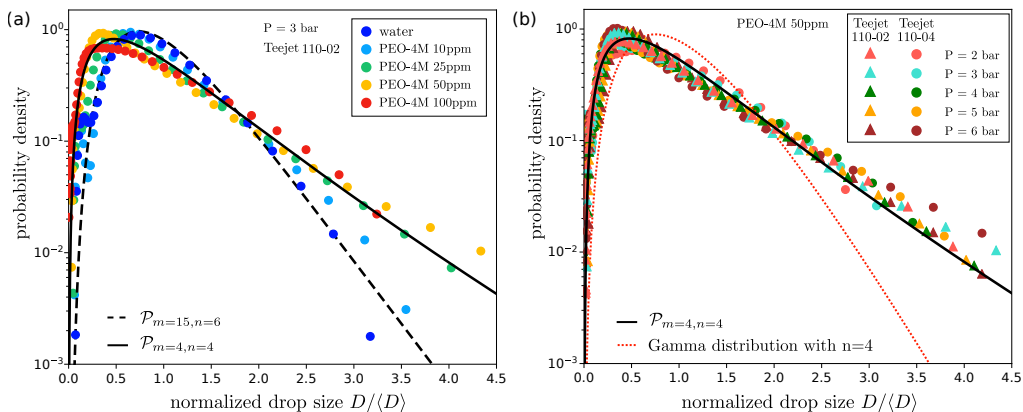 (a)
P = 3 bar
Teejet 110-02
water
PEO-4M 10ppm
PEO-4M 25ppm
PEO-4M 50ppm
PEO-4M 100ppm
probability density
10^0
10^{-1}
10^{-2}
10^{-3}
P_{m=15,n=6}
P_{m=4,n=4}
0.0 0.5 1.0 1.5 2.0 2.5 3.0 3.5 4.0 4.5
normalized drop size D/⟨D⟩
(b)
PEO-4M 50ppm
Teejet Teejet
110-02 110-04
P = 2 bar
P = 3 bar
P = 4 bar
P = 5 bar
P = 6 bar
probability density
10^0
10^{-1}
10^{-2}
10^{-3}
P_{m=4,n=4}
Gamma distribution with n=4
0.0 0.5 1.0 1.5 2.0 2.5 3.0 3.5 4.0 4.5
normalized drop size D/⟨D⟩